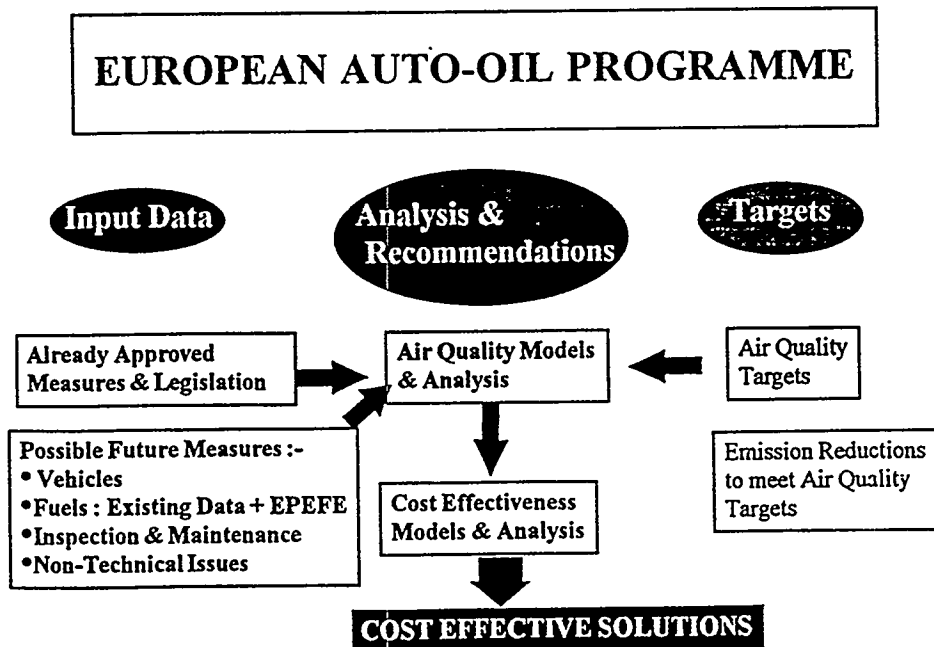 EUROPEAN AUTO-OIL PROGRAMME
Input Data
Analysis &
Recommendations
Targets
Already Approved
Measures & Legislation
Air Quality Models
& Analysis
Air Quality
Targets
Possible Future Measures :-
• Vehicles
•Fuels : Existing Data + EPEFE
•Inspection & Maintenance
•Non-Technical Issues
Cost Effectiveness
Models & Analysis
Emission Reductions
to meet Air Quality
Targets
COST EFFECTIVE SOLUTIONS